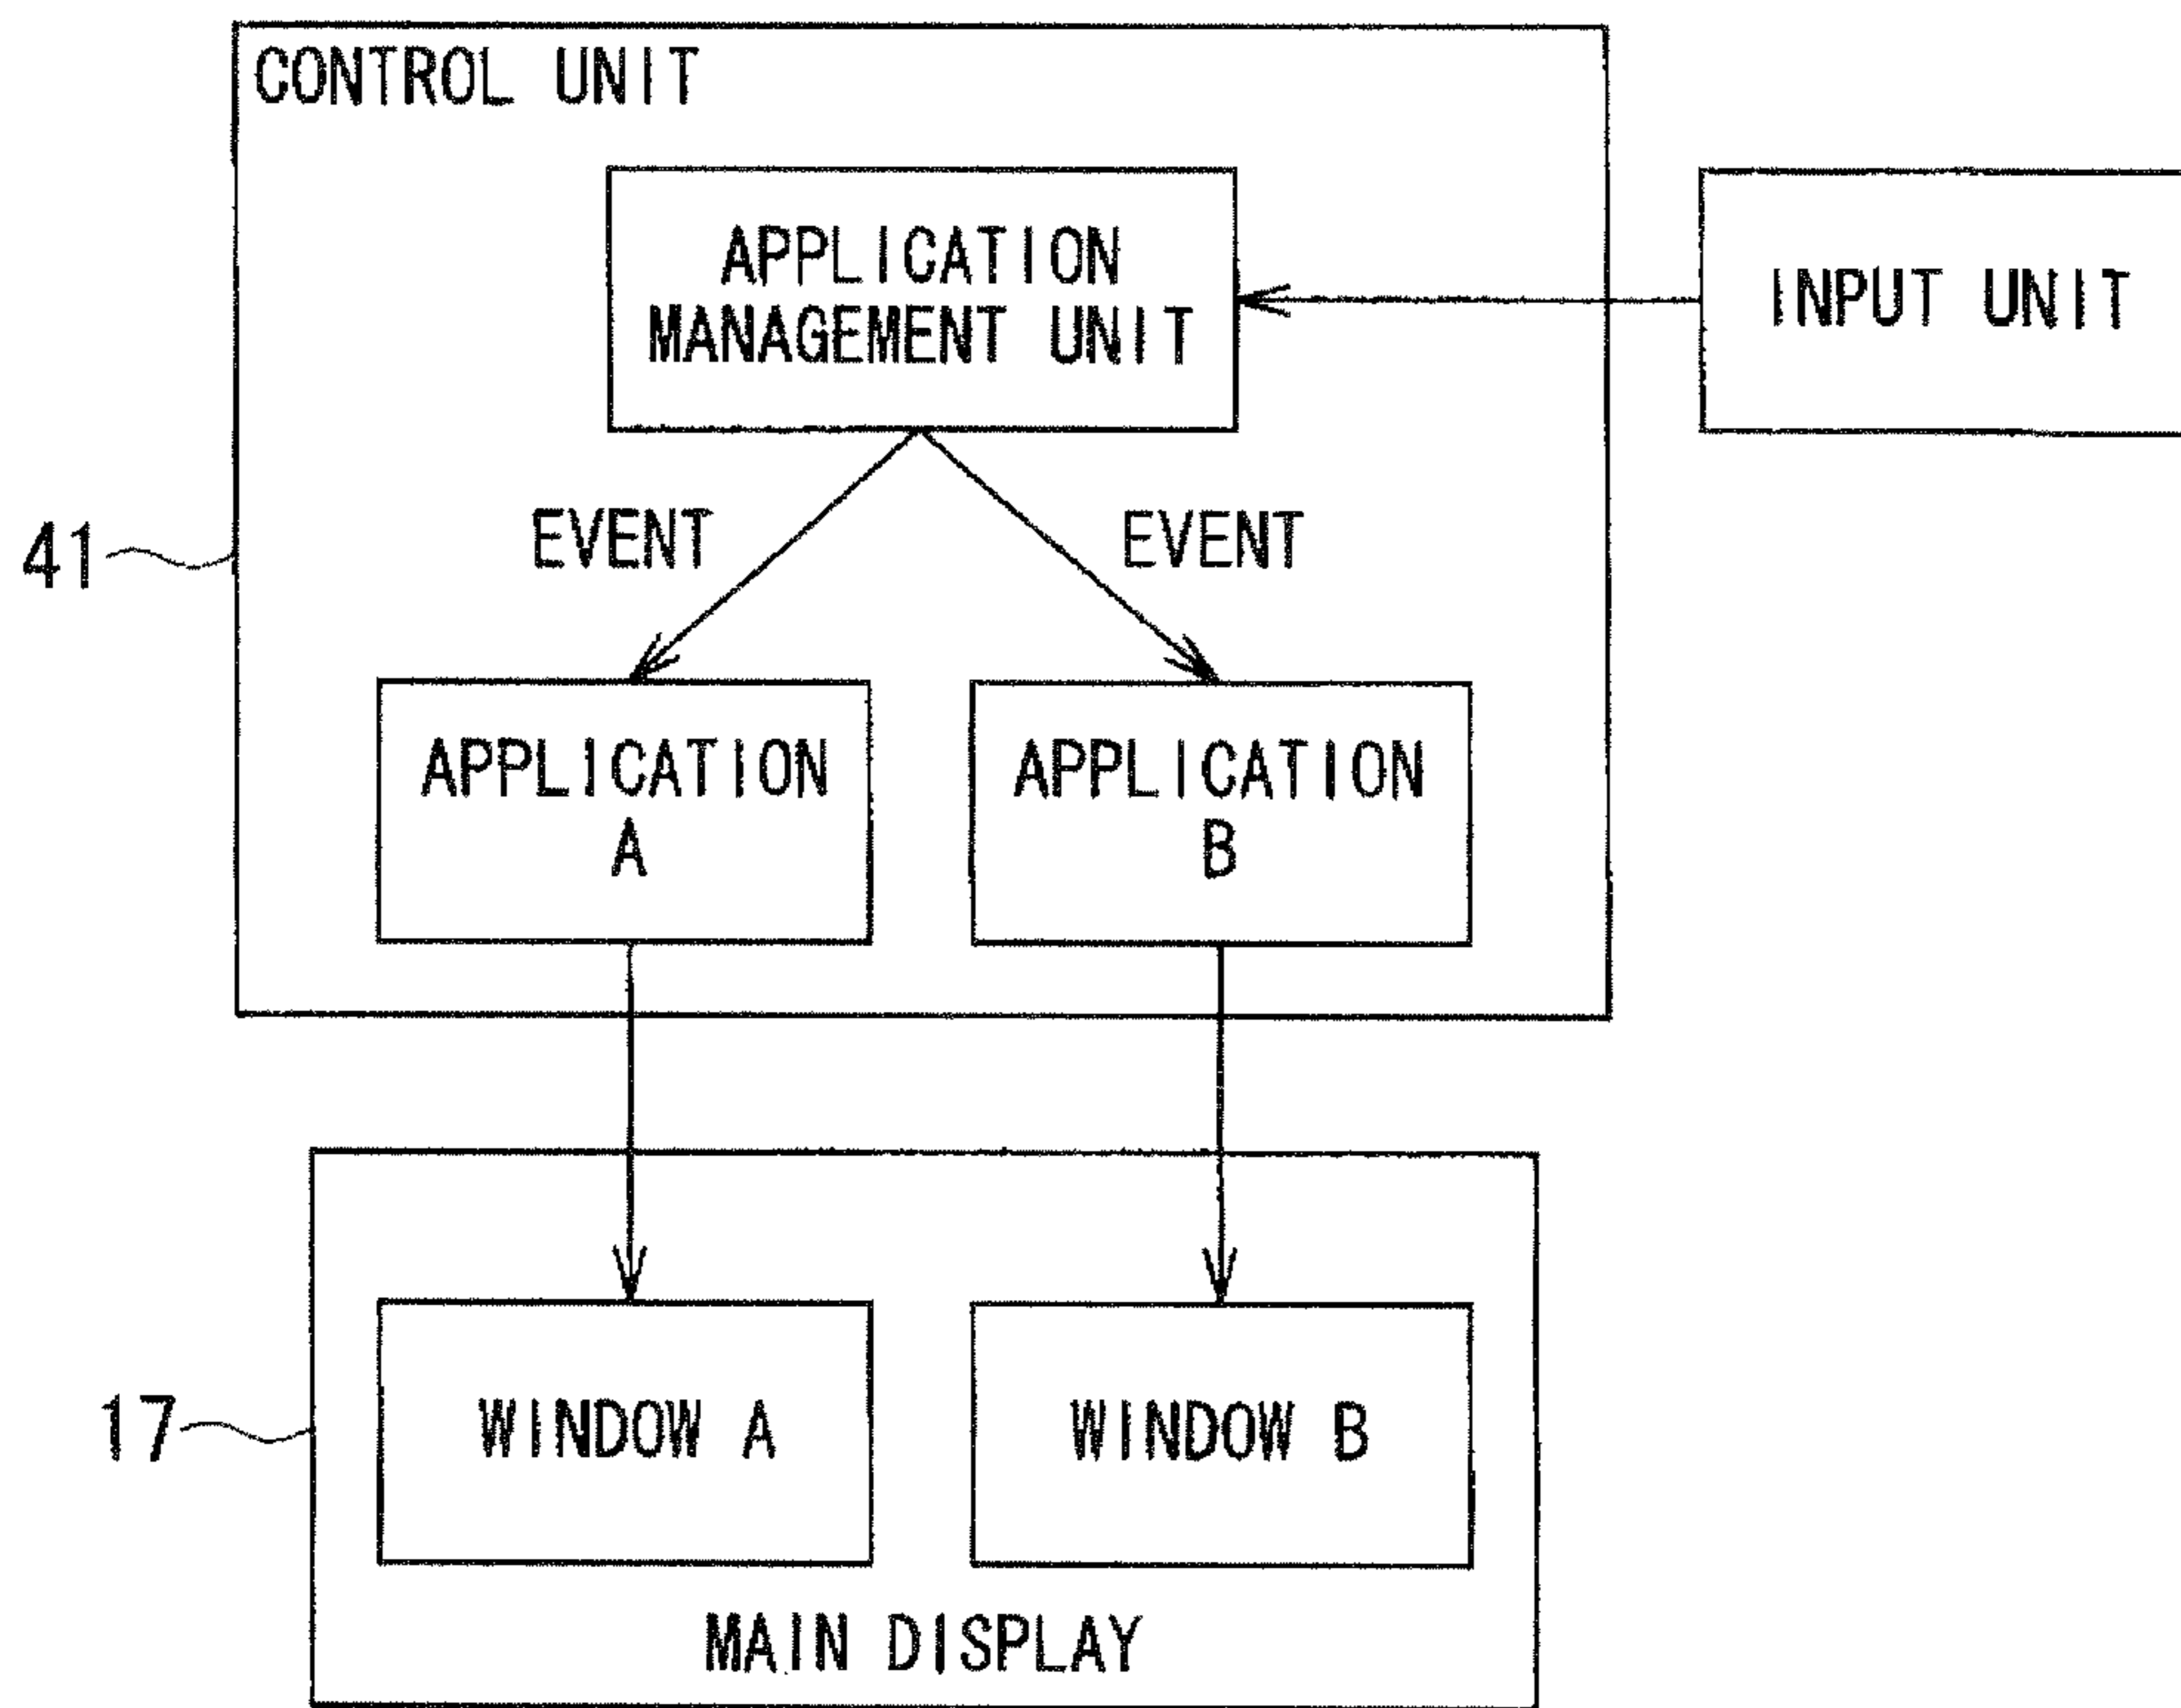 CONTROL UNIT
APPLICATION
MANAGEMENT UNIT
INPUT UNIT
EVENT
EVENT
41
APPLICATION
A
APPLICATION
B
WINDOW A
WINDOW B
17
MAIN DISPLAY